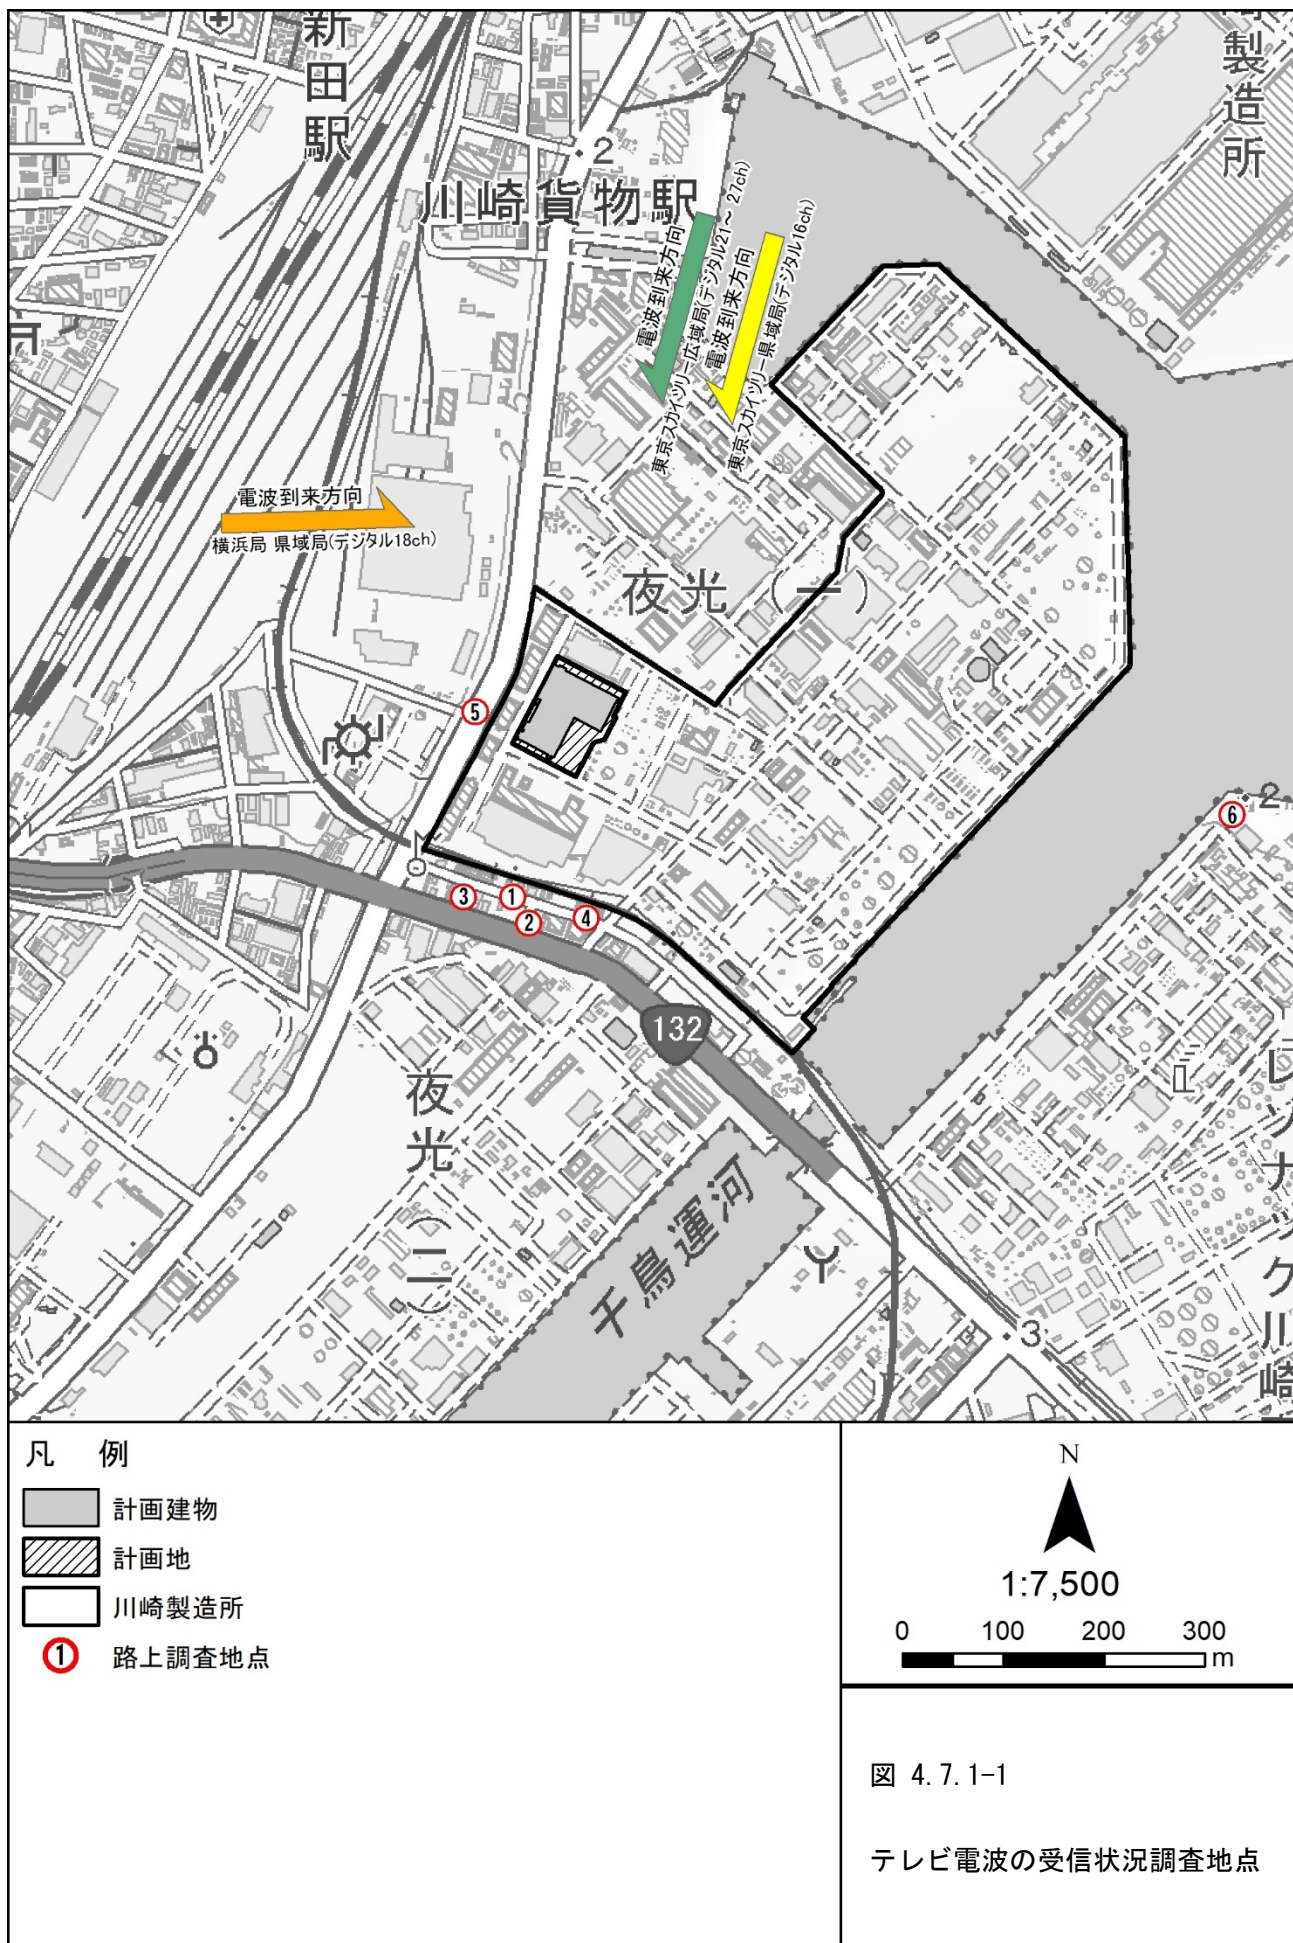 新田駅
製造所
2
川崎貨物駅
電波到来方向
東京スカイツリー広域局(デジタル21～ 27ch)
電波到来方向
東京スカイツリー県域局(デジタル16ch)
電波到来方向
横浜局 県域局(デジタル18ch)
夜光(一)
5
2
6
3
1
2
4
132
夜光(二)
千鳥運河
3
レゾナック川崎
凡 例
計画建物
計画地
川崎製造所
1 路上調査地点
N
1:7,500
0 100 200 300
m
図 4.7.1-1
テレビ電波の受信状況調査地点